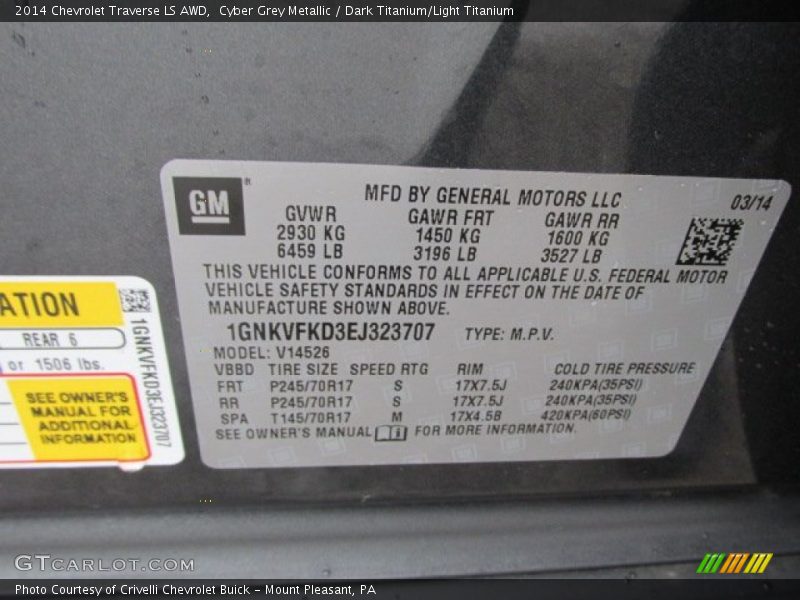 2014 Chevrolet Traverse LS AWD, Cyber Grey Metallic / Dark Titanium/Light Titanium
GM
MFD BY GENERAL MOTORS LLC 03/14
GVWR GAWR FRT GAWR RR
2930 KG 1450 KG 1600 KG
6459 LB 3196 LB 3527 LB
THIS VEHICLE CONFORMS TO ALL APPLICABLE U.S. FEDERAL MOTOR
VEHICLE SAFETY STANDARDS IN EFFECT ON THE DATE OF
MANUFACTURE SHOWN ABOVE.
1GNKVFKD3EJ323707 TYPE: M.P.V.
MODEL: V14526
VBBD TIRE SIZE SPEED RTG RIM COLD TIRE PRESSURE
FRT P245/70R17 S 17X7.5J 240KPA(35PSI)
RR P245/70R17 S 17X7.5J 240KPA(35PSI)
SPA T145/70R17 M 17X4.5B 420KPA(60PSI)
SEE OWNER'S MANUAL FOR MORE INFORMATION.
ATION
REAR 6
or 1506 lbs.
SEE OWNER'S
MANUAL FOR
ADDITIONAL
INFORMATION
1GNKVFKD3EJ323707
GTCARLOT.COM
Photo Courtesy of Crivelli Chevrolet Buick - Mount Pleasant, PA